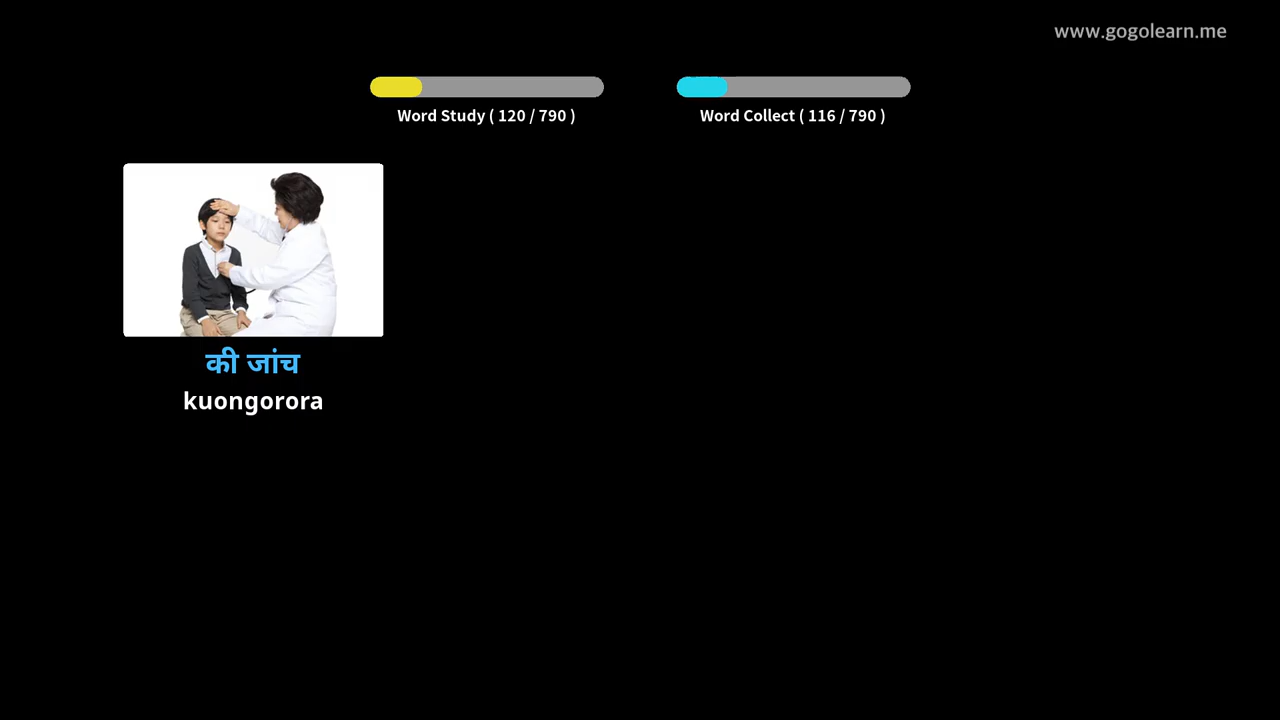 www.gogolearn.me
Word Study ( 120 / 790 )
Word Collect ( 116 / 790 )
की जांच
kuongorora